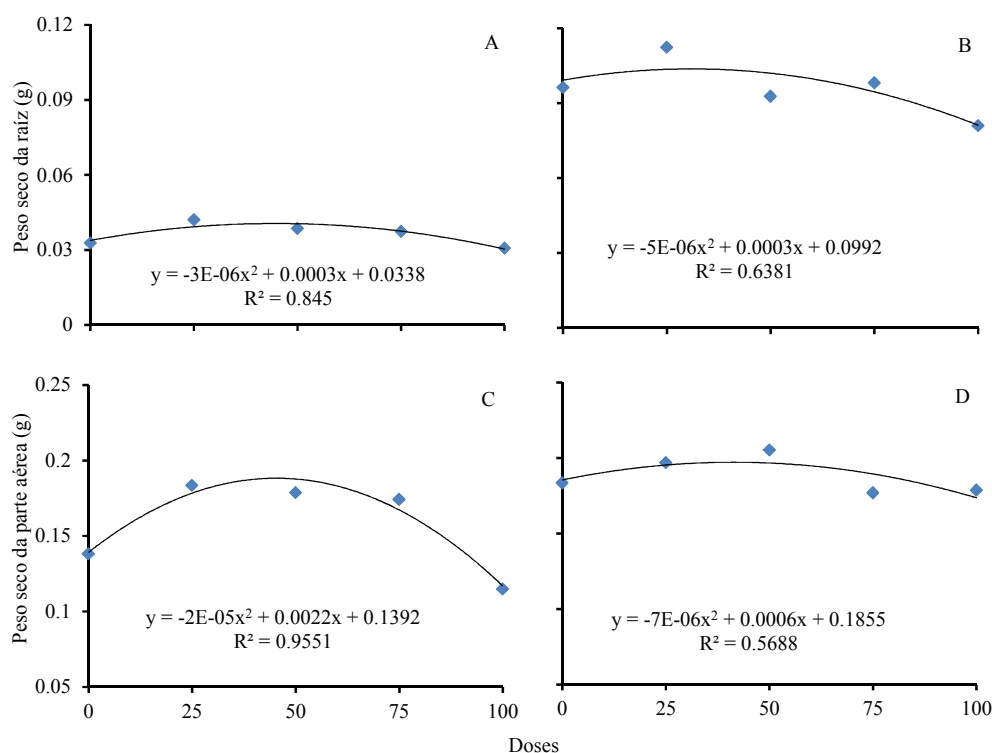 0.12
0.09
0.06
0.03
0
Peso seco da raíz (g)
A
y = -3E-06x² + 0.0003x + 0.0338
R² = 0.845
B
y = -5E-06x² + 0.0003x + 0.0992
R² = 0.6381
0.25
0.2
0.15
0.1
0.05
Peso seco da parte aérea (g)
C
y = -2E-05x² + 0.0022x + 0.1392
R² = 0.9551
0 25 50 75 100
D
y = -7E-06x² + 0.0006x + 0.1855
R² = 0.5688
0 25 50 75 100
Doses